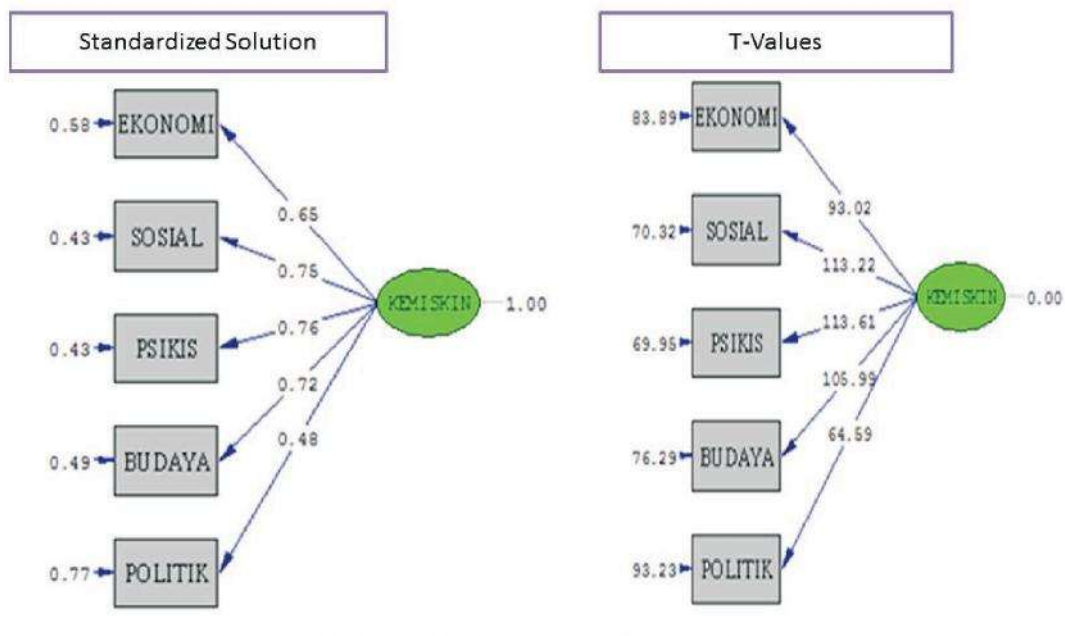 Standardized Solution
0.58 EKONOMI
0.65
0.43 SOSIAL
0.75
KEMISKIN 1.00
0.76
0.43 PSIKIS
0.72
0.48
0.49 BUDAYA
0.77 POLITIK
T-Values
83.89 EKONOMI
93.02
70.32 SOSIAL
113.22
KEMISKIN 0.00
113.61
69.95 PSIKIS
105.99
64.59
76.29 BUDAYA
93.23 POLITIK